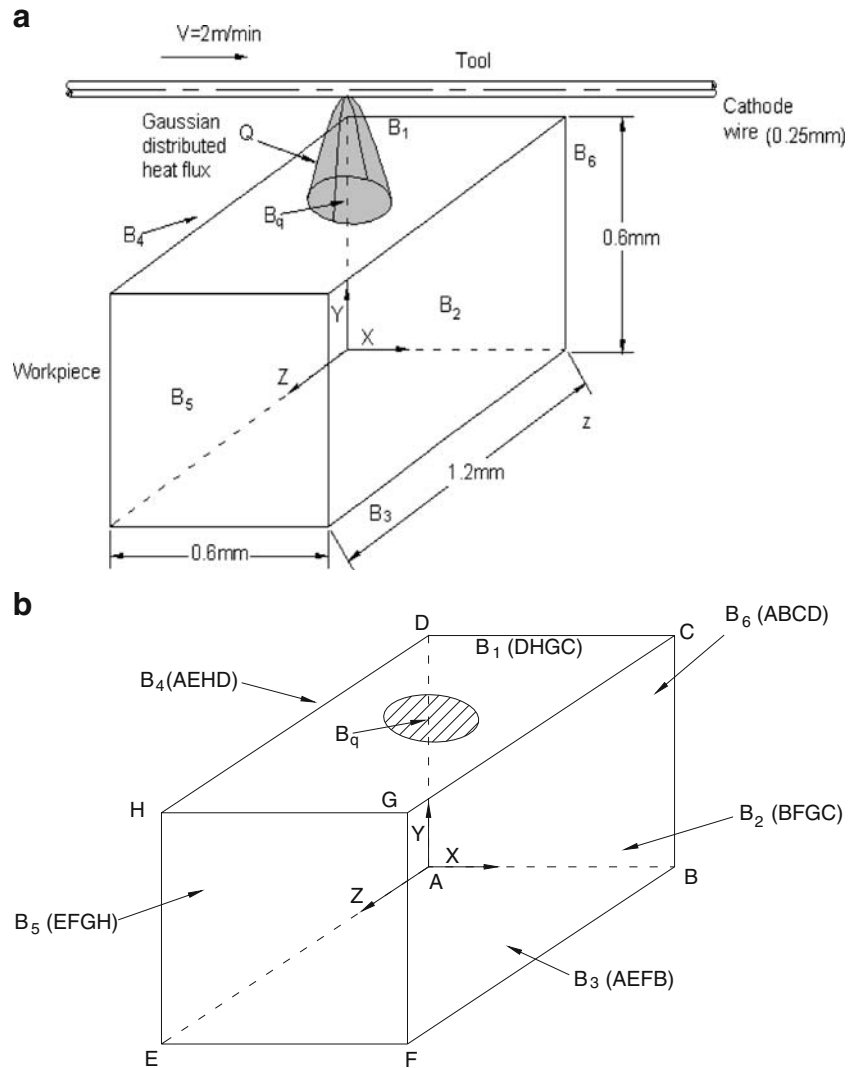 a
V=2m/min
Tool
Cathode
wire (0.25mm)
Gaussian
distributed
heat flux
Q
B1
B6
Bq
B4
0.6mm
Y
B2
X
Workpiece
Z
B5
z
1.2mm
B3
0.6mm
b
D
C
B6 (ABCD)
B1 (DHGC)
B4(AEHD)
Bq
H
G
Y
B2 (BFGC)
X
A
B
Z
B5 (EFGH)
B3 (AEFB)
E
F